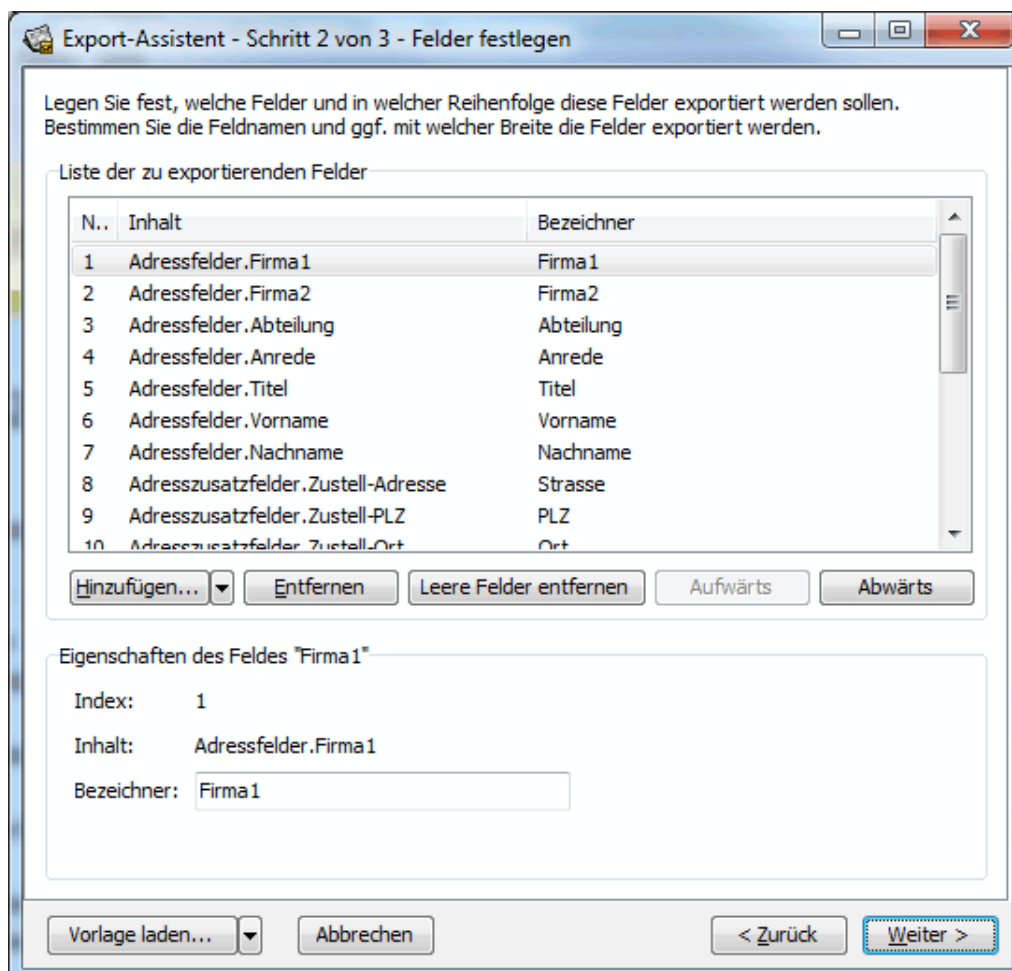 Export-Assistent - Schritt 2 von 3 - Felder festlegen
Legen Sie fest, welche Felder und in welcher Reihenfolge diese Felder exportiert werden sollen.
Bestimmen Sie die Feldnamen und ggf. mit welcher Breite die Felder exportiert werden.
Liste der zu exportierenden Felder
N.. Inhalt Bezeichner
1 Adressfelder.Firma1 Firma1
2 Adressfelder.Firma2 Firma2
3 Adressfelder.Abteilung Abteilung
4 Adressfelder.Anrede Anrede
5 Adressfelder.Titel Titel
6 Adressfelder.Vorname Vorname
7 Adressfelder.Nachname Nachname
8 Adresszusatzfelder.Zustell-Adresse Strasse
9 Adresszusatzfelder.Zustell-PLZ PLZ
10 Adresszusatzfelder.Zustell-Ort Ort
Hinzufügen... Entfernen Leere Felder entfernen Aufwärts Abwärts
Eigenschaften des Feldes "Firma1"
Index: 1
Inhalt: Adressfelder.Firma1
Bezeichner: Firma1
Vorlage laden... Abbrechen < Zurück Weiter >